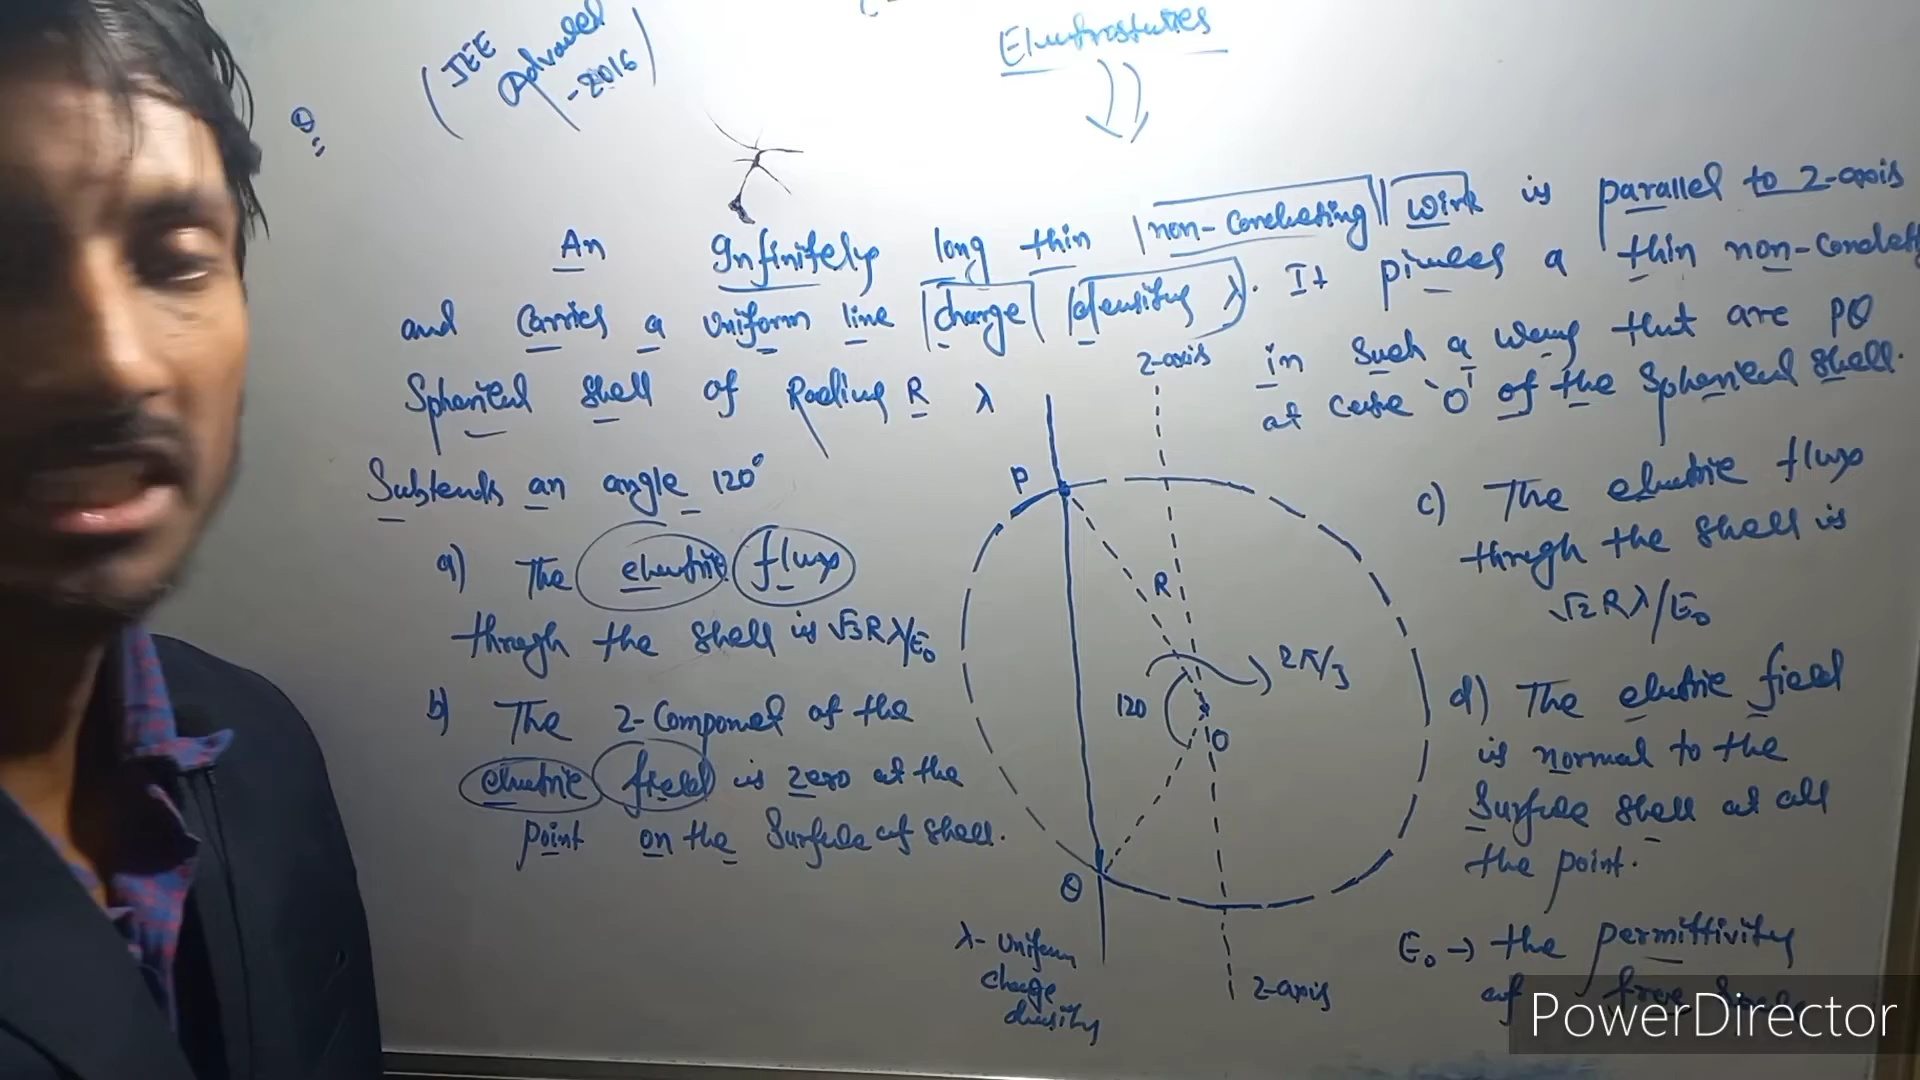 Electrostatics
(JEE Advanced -2016)
Q
An Infinitely long thin non-Conducting wire is parallel to z-axis
and Carries a uniform line charge density λ. It pierces a thin non-Conduct
Spherical shell of Radius R in such a way that arc PQ
Subtends an angle 120° at centre 'O' of the Spherical shell.
a) The electric flux
through the shell is √3Rλ/E₀
b) The z-Component of the
electric field is zero at the
point on the Surface of shell.
c) The electric flux
through the shell is
√2Rλ/E₀
d) The electric field
is normal to the
Surface shell at all
the point.
E₀ → the permittivity
of free
λ
z-axis
P
R
2π/3
120
O
Q
z-axis
λ- uniform
charge
density
PowerDirector